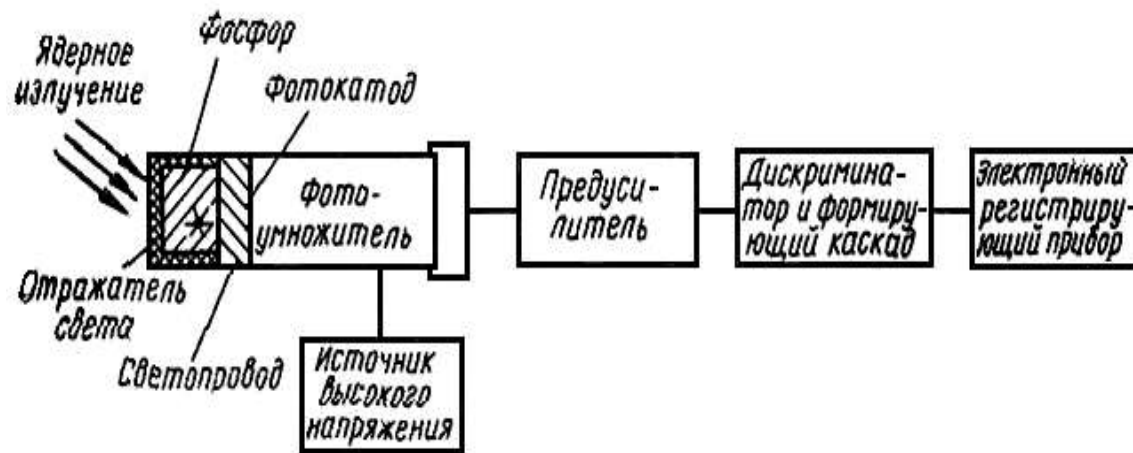 Фосфор
Ядерное
излучение
Фотокатод
Фото-
умножитель
Предуси-
литель
Дискримина-
тор и формиру-
ющий каскад
Электронный
регистриру-
ющий прибор
Отражатель
света
Светопровод
Источник
высокого
напряжения